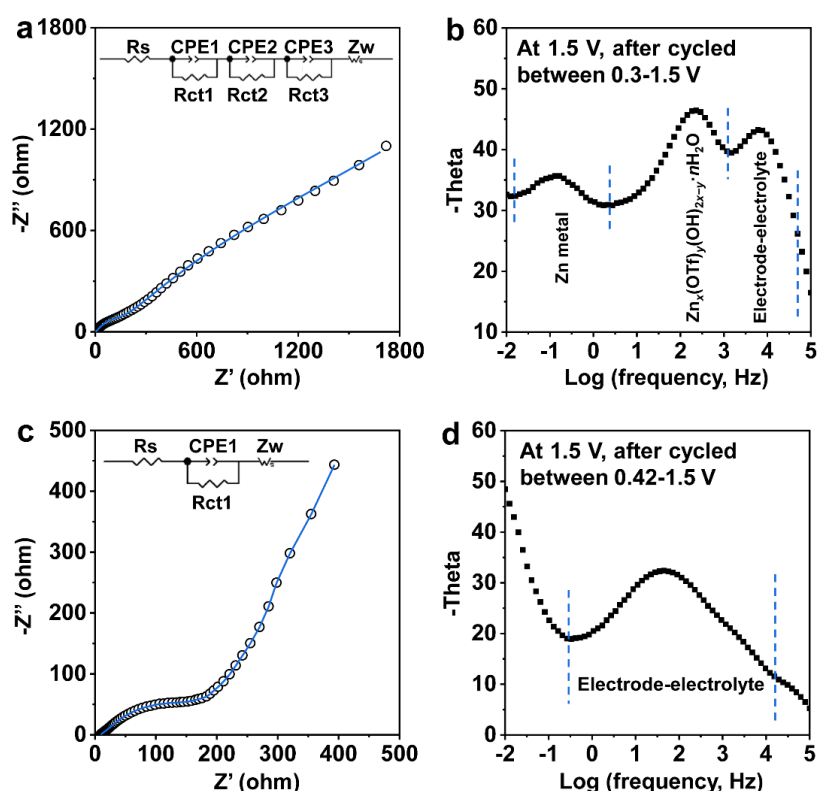 a
Rs CPE1 CPE2 CPE3 Zw
Rct1 Rct2 Rct3
1800
1200
600
0
-Z'' (ohm)
0 600 1200 1800
Z' (ohm)
b
At 1.5 V, after cycled
between 0.3-1.5 V
60
50
40
30
20
10
-Theta
Zn metal
Znx(OTf)y(OH)2x−y·nH2O
Electrode-electrolyte
-2 -1 0 1 2 3 4 5
Log (frequency, Hz)
c
Rs CPE1 Zw
Rct1
500
400
300
200
100
0
-Z'' (ohm)
0 100 200 300 400 500
Z' (ohm)
d
At 1.5 V, after cycled
between 0.42-1.5 V
60
50
40
30
20
10
0
-Theta
Electrode-electrolyte
-2 -1 0 1 2 3 4 5
Log (frequency, Hz)